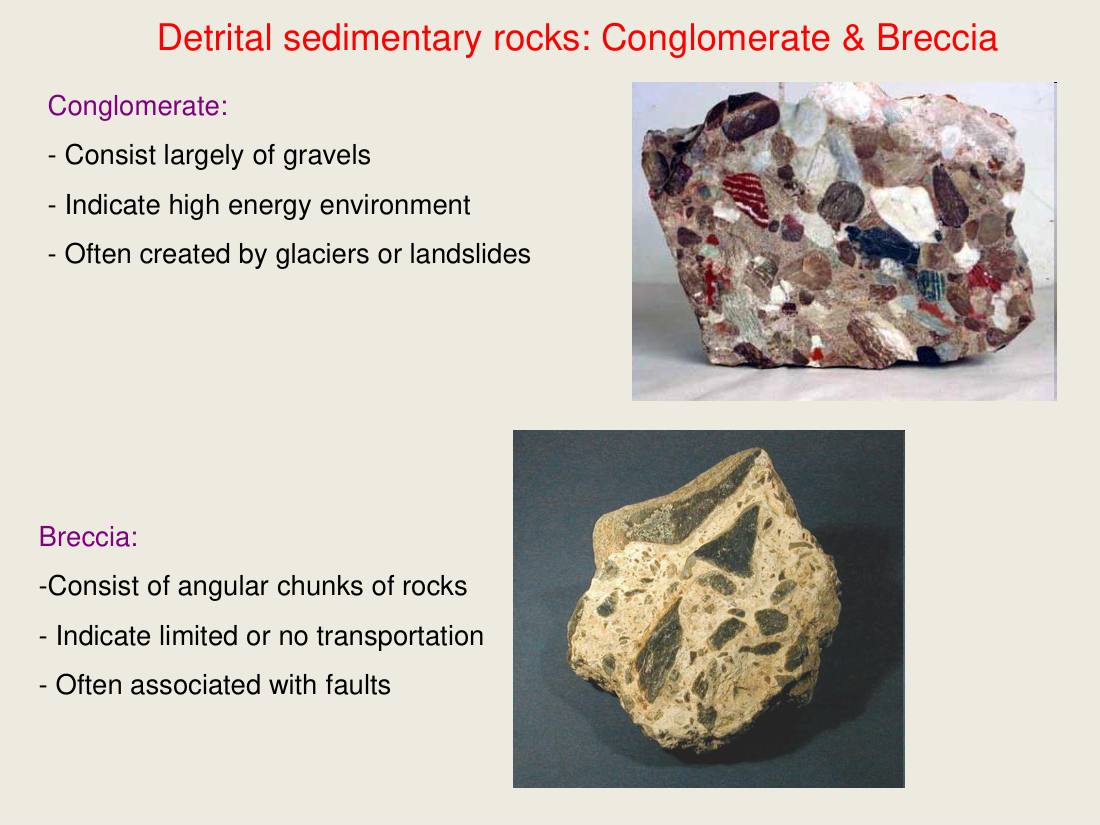 Detrital sedimentary rocks: Conglomerate & Breccia
Conglomerate:
- Consist largely of gravels
- Indicate high energy environment
- Often created by glaciers or landslides
Breccia:
-Consist of angular chunks of rocks
- Indicate limited or no transportation
- Often associated with faults